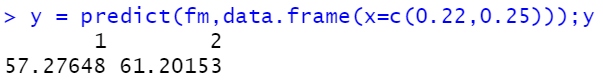 > y = predict(fm,data.frame(x=c(0.22,0.25)));y
1 2
57.27648 61.20153